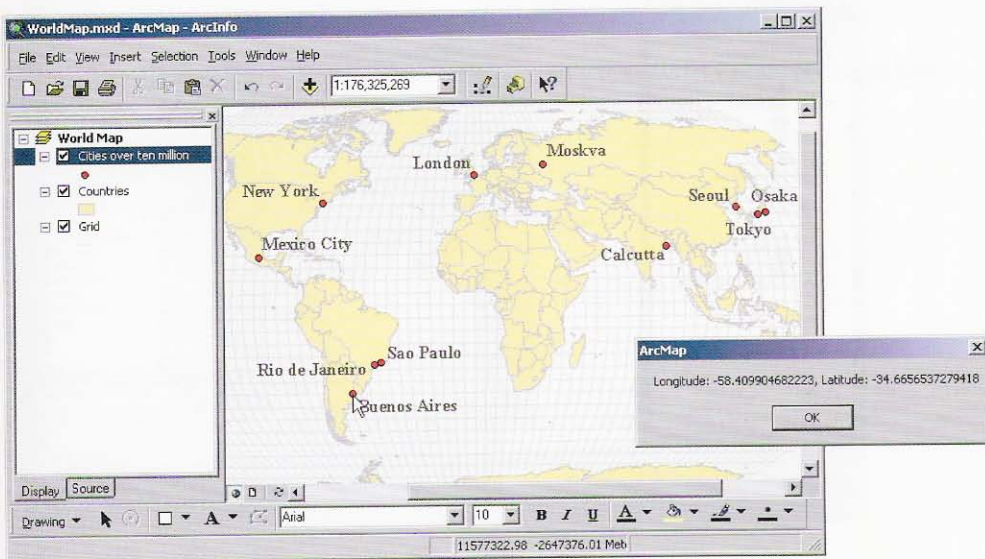 WorldMap.mxd - ArcMap - ArcInfo
File Edit View Insert Selection Tools Window Help
1:176,325,269
World Map
Cities over ten million
Countries
Grid
London
Moskva
New York
Seoul
Osaka
Tokyo
Mexico City
Calcutta
Sao Paulo
Rio de Janeiro
Buenos Aires
ArcMap
Longitude: -58.409904682223, Latitude: -34.6656537279418
OK
Display Source
Drawing A Arial 10 B I U A
11577322.98 -2647376.01 Met